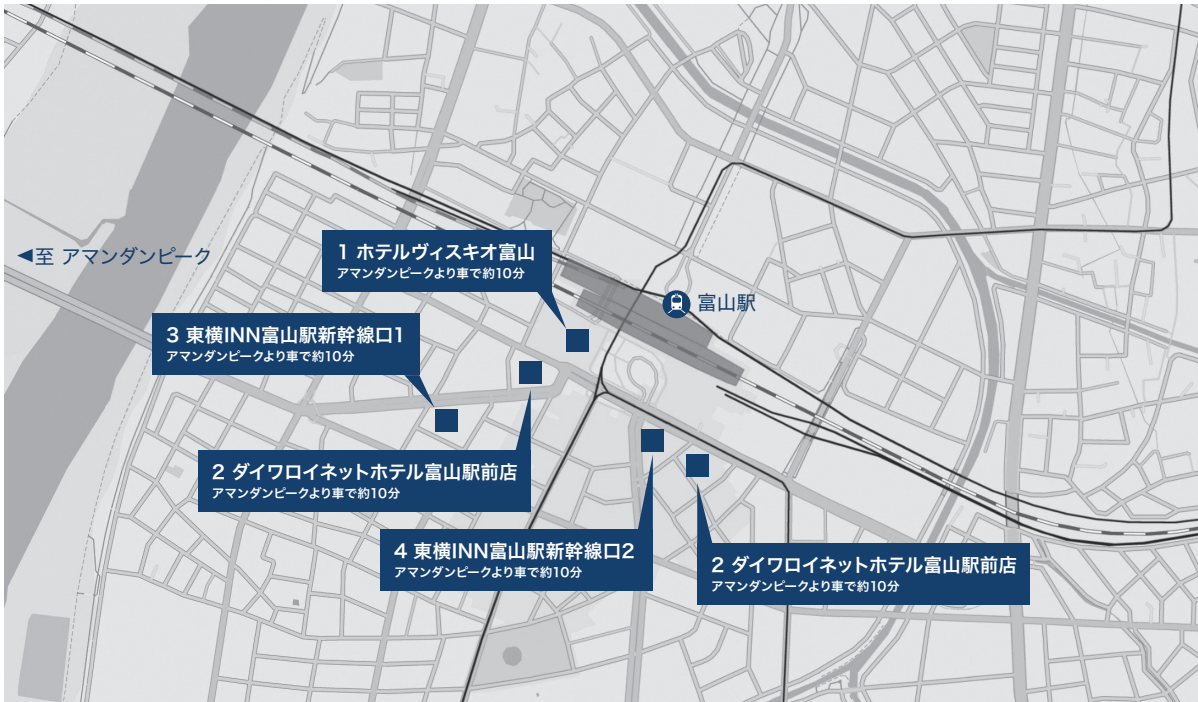 1 ホテルヴィスキオ富山
アマンダンピークより車で約10分
◀至 アマンダンピーク
富山駅
3 東横INN富山駅新幹線口1
アマンダンピークより車で約10分
2 ダイワロイネットホテル富山駅前店
アマンダンピークより車で約10分
4 東横INN富山駅新幹線口2
アマンダンピークより車で約10分
2 ダイワロイネットホテル富山駅前店
アマンダンピークより車で約10分